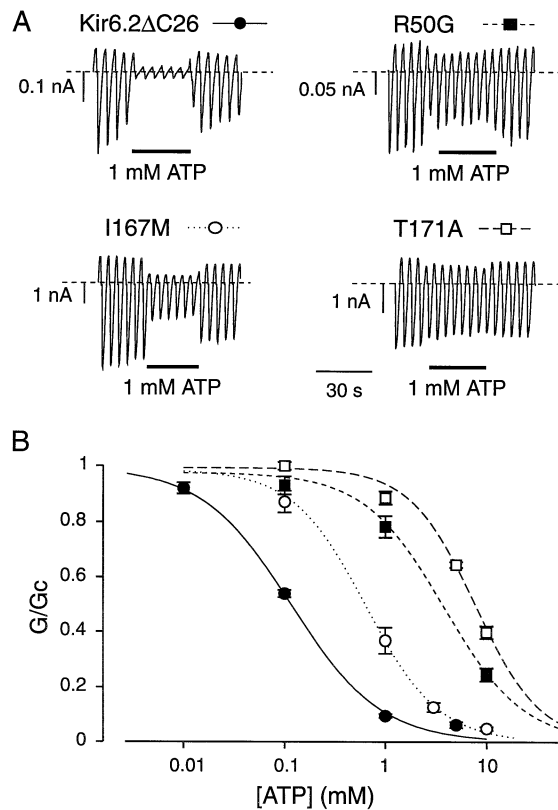 A
Kir6.2ΔC26
R50G
0.1 nA
0.05 nA
1 mM ATP
1 mM ATP
I167M
T171A
1 nA
1 nA
1 mM ATP
1 mM ATP
30 s
B
1
0.8
0.6
0.4
0.2
0
G/Gc
0.01
0.1
1
10
[ATP] (mM)